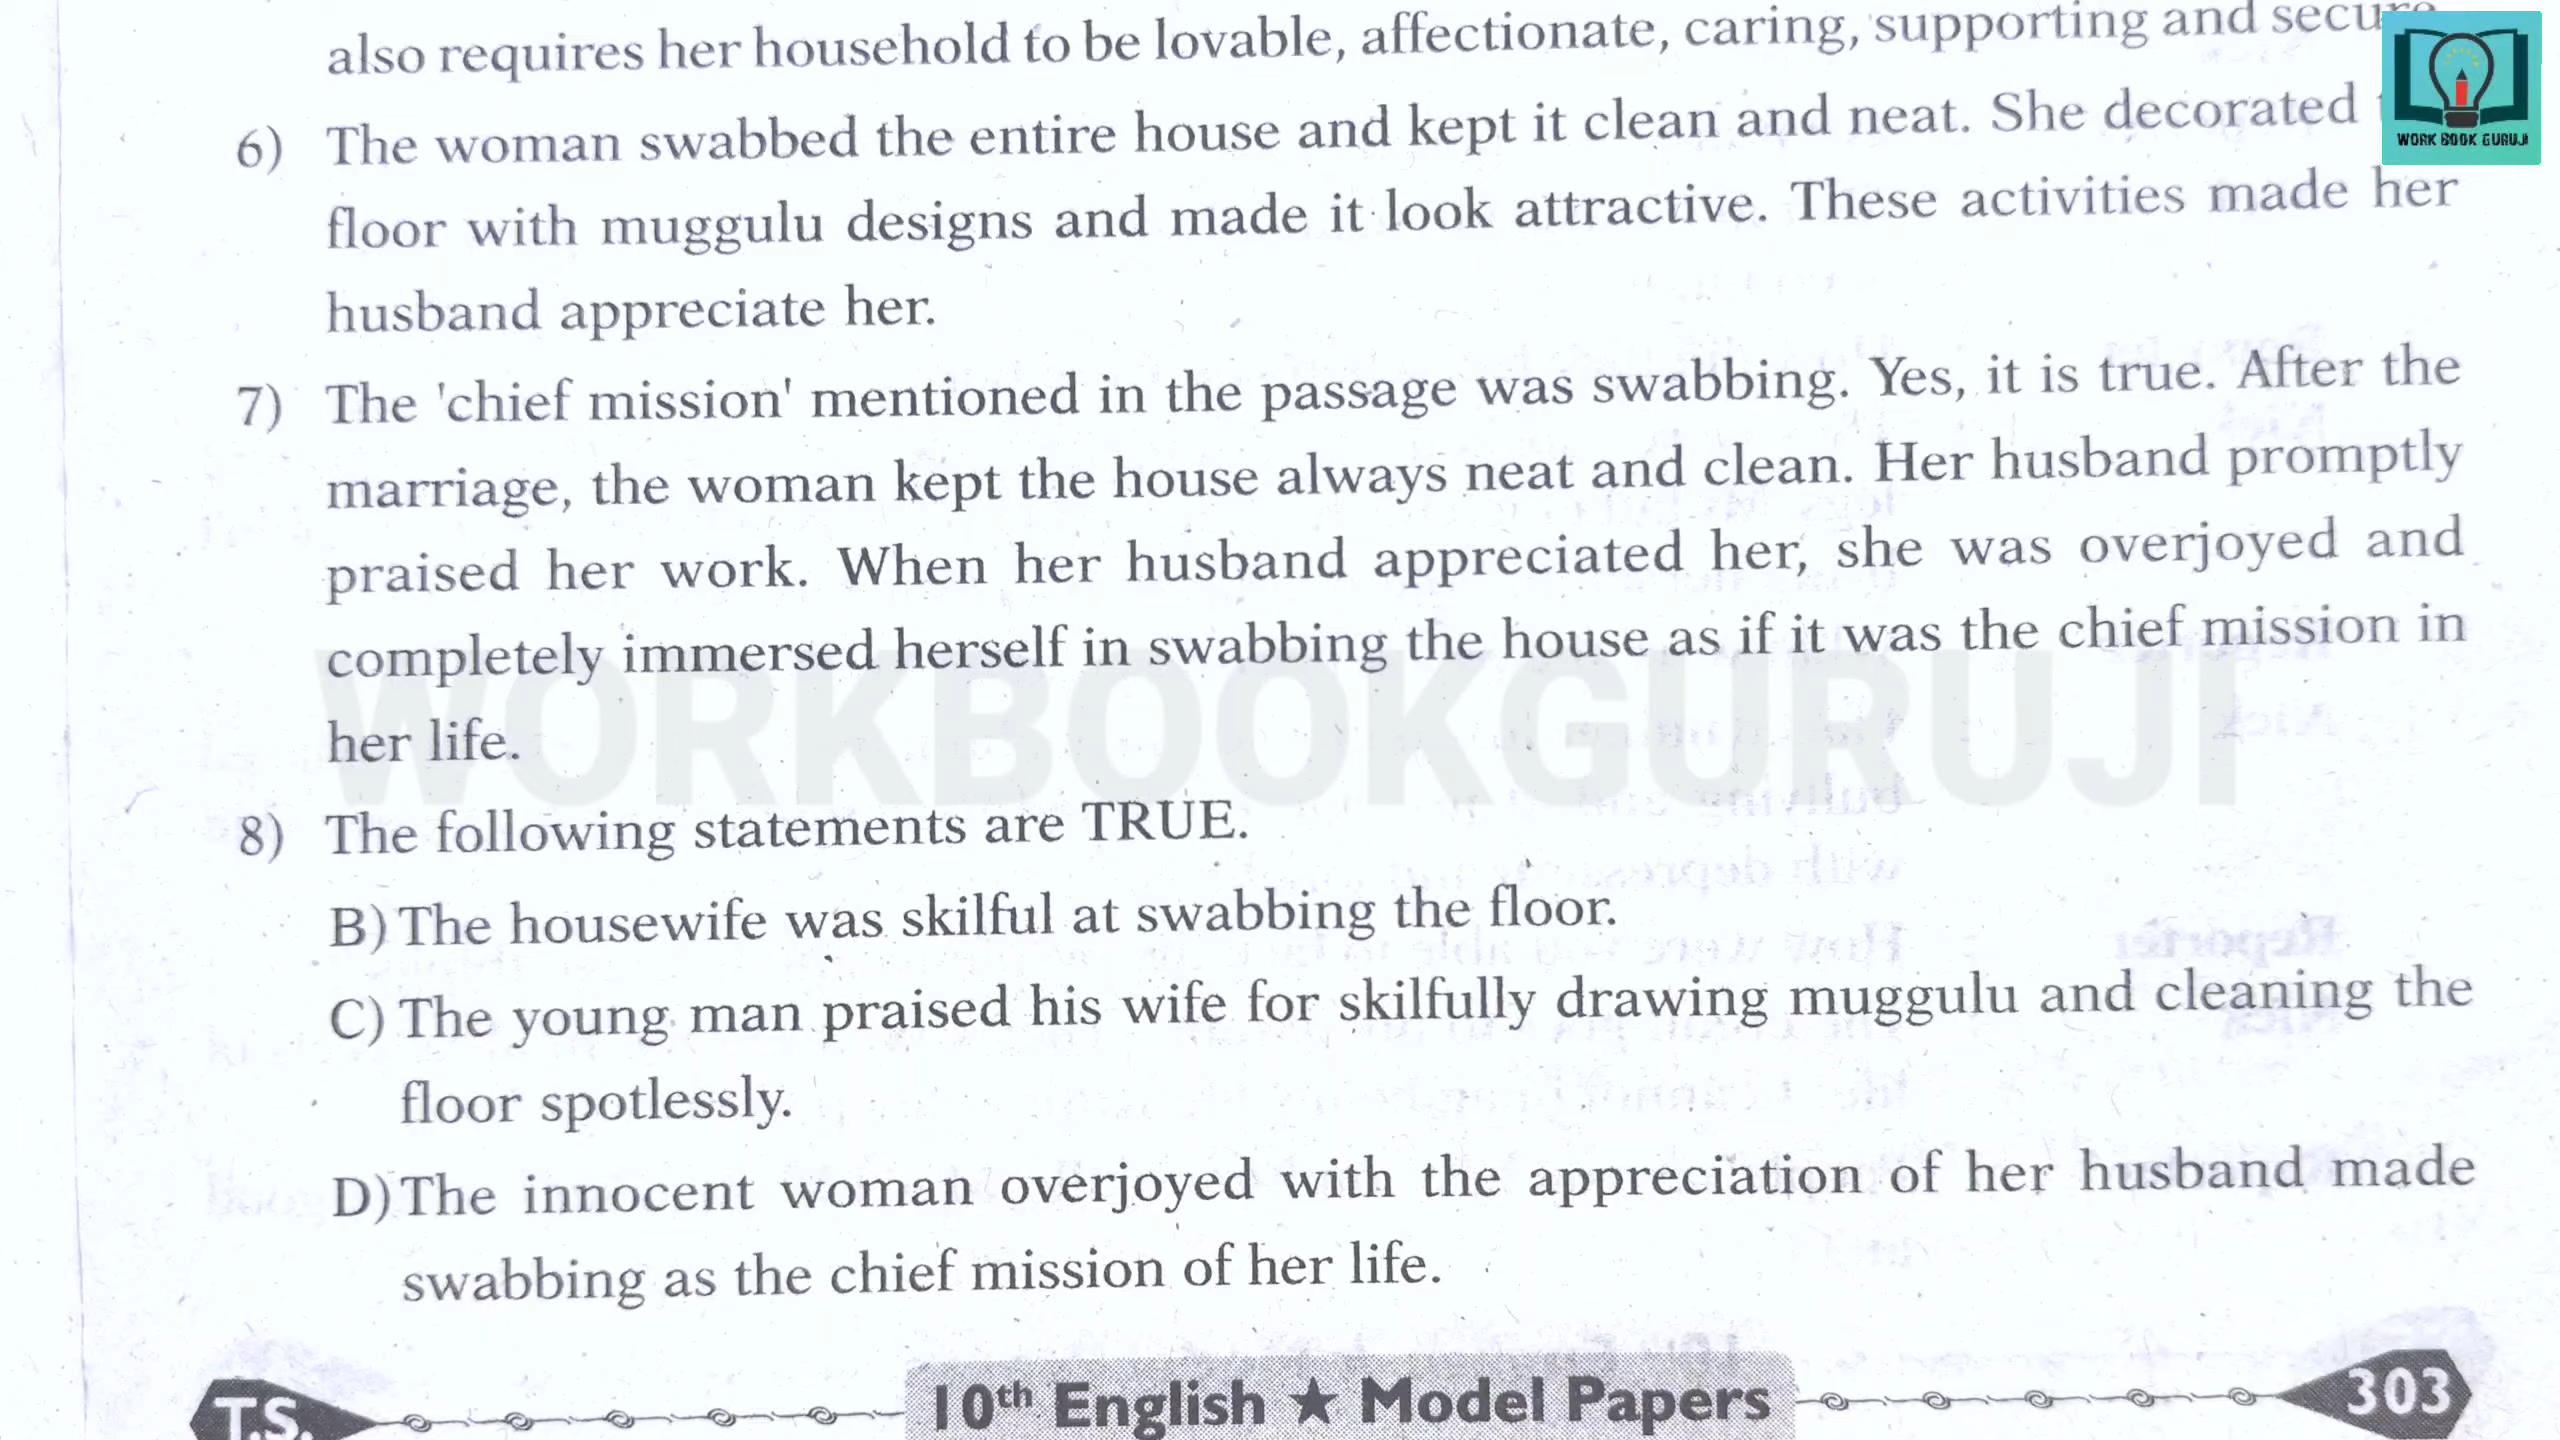 also requires her household to be lovable, affectionate, caring, supporting and secure
WORK BOOK GURUJI
6) The woman swabbed the entire house and kept it clean and neat. She decorated
floor with muggulu designs and made it look attractive. These activities made her
husband appreciate her.
7) The 'chief mission' mentioned in the passage was swabbing. Yes, it is true. After the
marriage, the woman kept the house always neat and clean. Her husband promptly
praised her work. When her husband appreciated her, she was overjoyed and
completely immersed herself in swabbing the house as if it was the chief mission in
her life.
WORKBOOKGURUJI
8) The following statements are TRUE.
B) The housewife was skilful at swabbing the floor.
C) The young man praised his wife for skilfully drawing muggulu and cleaning the
floor spotlessly.
D) The innocent woman overjoyed with the appreciation of her husband made
swabbing as the chief mission of her life.
T.S. 10th English ★ Model Papers 303